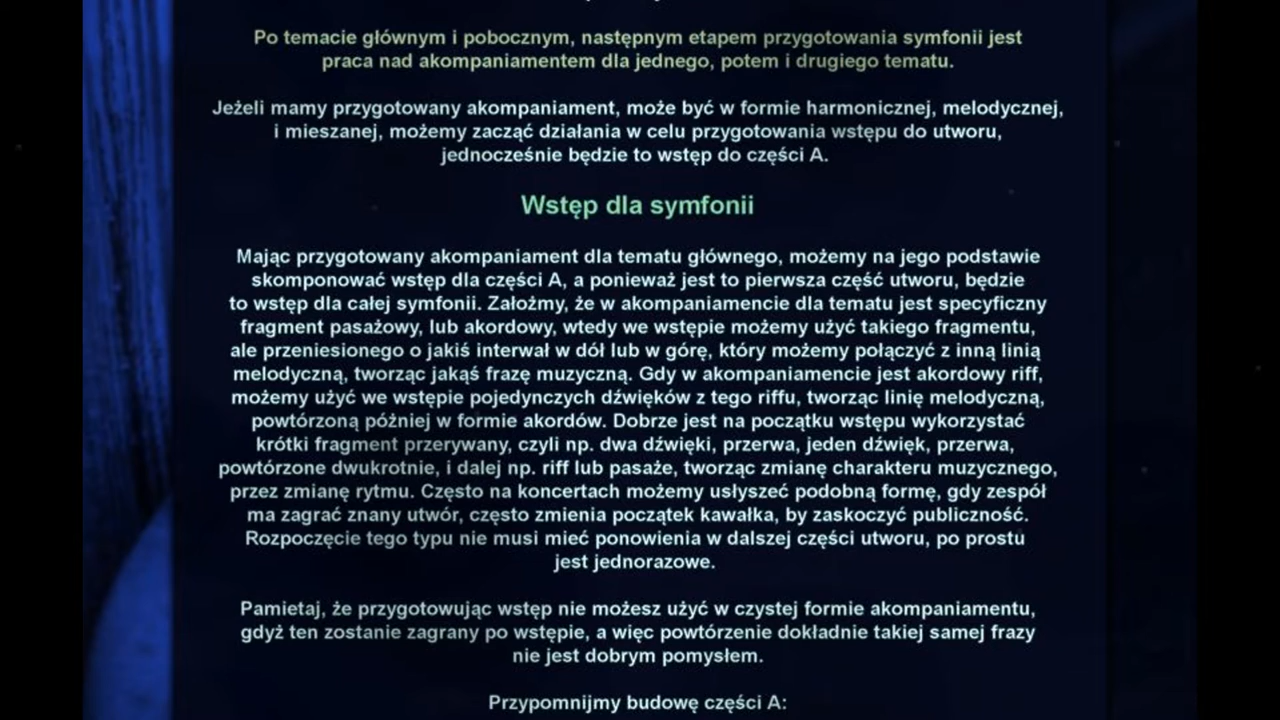 Po temacie głównym i pobocznym, następnym etapem przygotowania symfonii jest
praca nad akompaniamentem dla jednego, potem i drugiego tematu.
Jeżeli mamy przygotowany akompaniament, może być w formie harmonicznej, melodycznej,
i mieszanej, możemy zacząć działania w celu przygotowania wstępu do utworu,
jednocześnie będzie to wstęp do części A.
Wstęp dla symfonii
Mając przygotowany akompaniament dla tematu głównego, możemy na jego podstawie
skomponować wstęp dla części A, a ponieważ jest to pierwsza część utworu, będzie
to wstęp dla całej symfonii. Załóżmy, że w akompaniamencie dla tematu jest specyficzny
fragment pasażowy, lub akordowy, wtedy we wstępie możemy użyć takiego fragmentu,
ale przeniesionego o jakiś interwał w dół lub w górę, który możemy połączyć z inną linią
melodyczną, tworząc jakąś frazę muzyczną. Gdy w akompaniamencie jest akordowy riff,
możemy użyć we wstępie pojedynczych dźwięków z tego riffu, tworząc linię melodyczną,
powtórzoną później w formie akordów. Dobrze jest na początku wstępu wykorzystać
krótki fragment przerywany, czyli np. dwa dźwięki, przerwa, jeden dźwięk, przerwa,
powtórzone dwukrotnie, i dalej np. riff lub pasaże, tworząc zmianę charakteru muzycznego,
przez zmianę rytmu. Często na koncertach możemy usłyszeć podobną formę, gdy zespół
ma zagrać znany utwór, często zmienia początek kawałka, by zaskoczyć publiczność.
Rozpoczęcie tego typu nie musi mieć ponowienia w dalszej części utworu, po prostu
jest jednorazowe.
Pamietaj, że przygotowując wstęp nie możesz użyć w czystej formie akompaniamentu,
gdyż ten zostanie zagrany po wstępie, a więc powtórzenie dokładnie takiej samej frazy
nie jest dobrym pomysłem.
Przypomnijmy budowę części A: